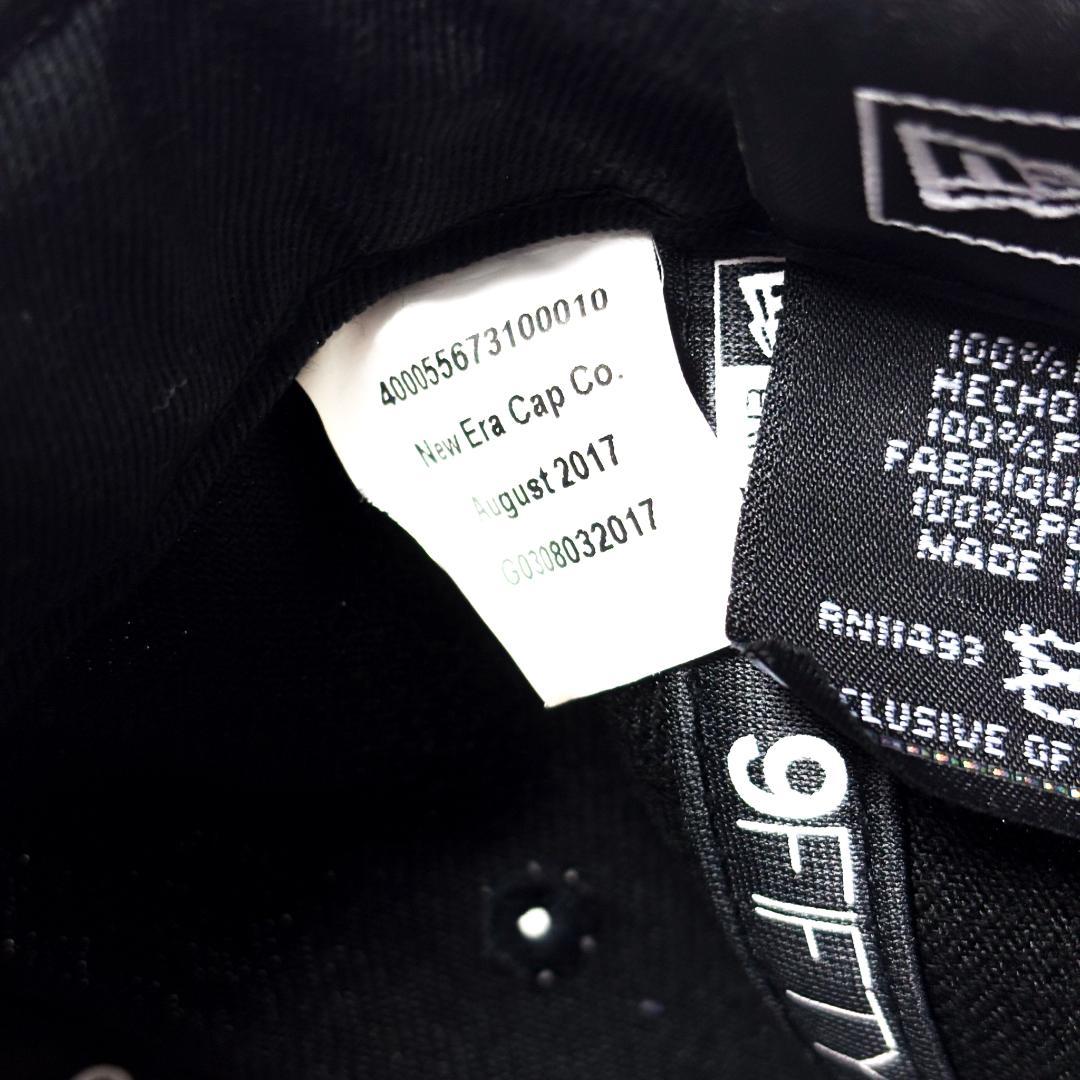 400055673100010
New Era Cap Co.
August 2017
G0308032017
100%
HECHO
100%
FABRIQU
100%
MADE
RN11493
CLUSIVE OF
9FIFTY